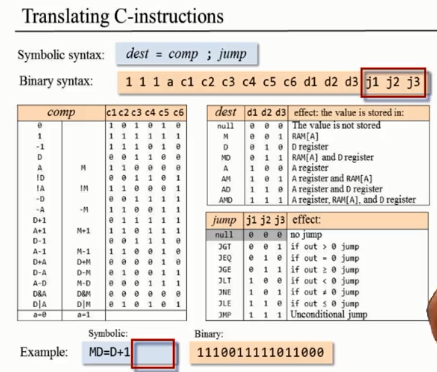 Translating C-instructions
Symbolic syntax: dest = comp ; jump
Binary syntax: 1 1 1 a c1 c2 c3 c4 c5 c6 d1 d2 d3 j1 j2 j3
comp c1 c2 c3 c4 c5 c6
0 1 0 1 0 1 0
1 1 1 1 1 1 1
-1 1 1 1 0 1 0
D 0 0 1 1 0 0
A M 1 1 0 0 0 0
!D 0 0 1 1 0 1
!A !M 1 1 0 0 0 1
-D 0 0 1 1 1 1
-A -M 1 1 0 0 1 1
D+1 0 1 1 1 1 1
A+1 M+1 1 1 0 1 1 1
D-1 0 0 1 1 1 0
A-1 M-1 1 1 0 0 1 0
D+A D+M 0 0 0 0 1 0
D-A D-M 0 1 0 0 1 1
A-D M-D 0 0 0 1 1 1
D&A D&M 0 0 0 0 0 0
D|A D|M 0 1 0 1 0 1
a=0 a=1
dest d1 d2 d3 effect: the value is stored in:
null 0 0 0 The value is not stored
M 0 0 1 RAM[A]
D 0 1 0 D register
MD 0 1 1 RAM[A] and D register
A 1 0 0 A register
AM 1 0 1 A register and RAM[A]
AD 1 1 0 A register and D register
AMD 1 1 1 A register, RAM[A], and D register
jump j1 j2 j3 effect:
null 0 0 0 no jump
JGT 0 0 1 if out > 0 jump
JEQ 0 1 0 if out = 0 jump
JGE 0 1 1 if out ≥ 0 jump
JLT 1 0 0 if out < 0 jump
JNE 1 0 1 if out ≠ 0 jump
JLE 1 1 0 if out ≤ 0 jump
JMP 1 1 1 Unconditional jump
Symbolic: Binary:
Example: MD=D+1 1110011111011000